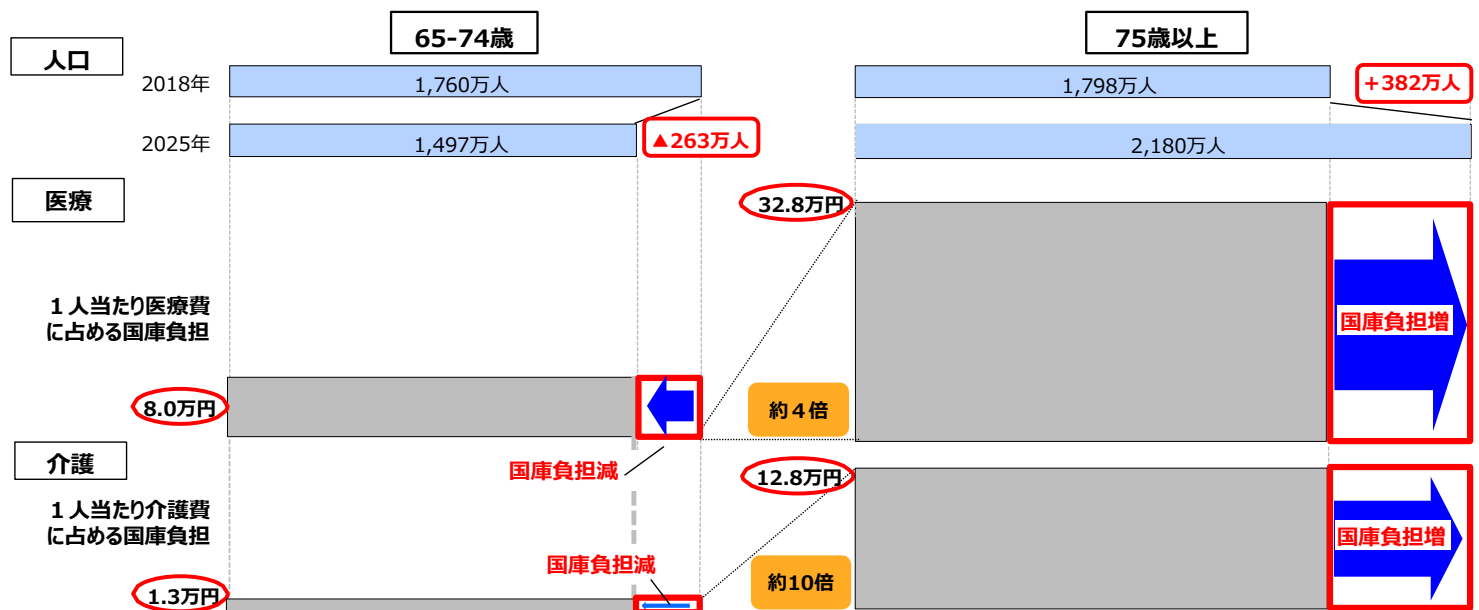 65-74歳
75歳以上
人口
2018年
1,760万人
1,798万人
+382万人
2025年
1,497万人
▲263万人
2,180万人
医療
32.8万円
１人当たり医療費
に占める国庫負担
国庫負担増
8.0万円
約４倍
介護
国庫負担減
12.8万円
１人当たり介護費
に占める国庫負担
国庫負担増
国庫負担減
約10倍
1.3万円